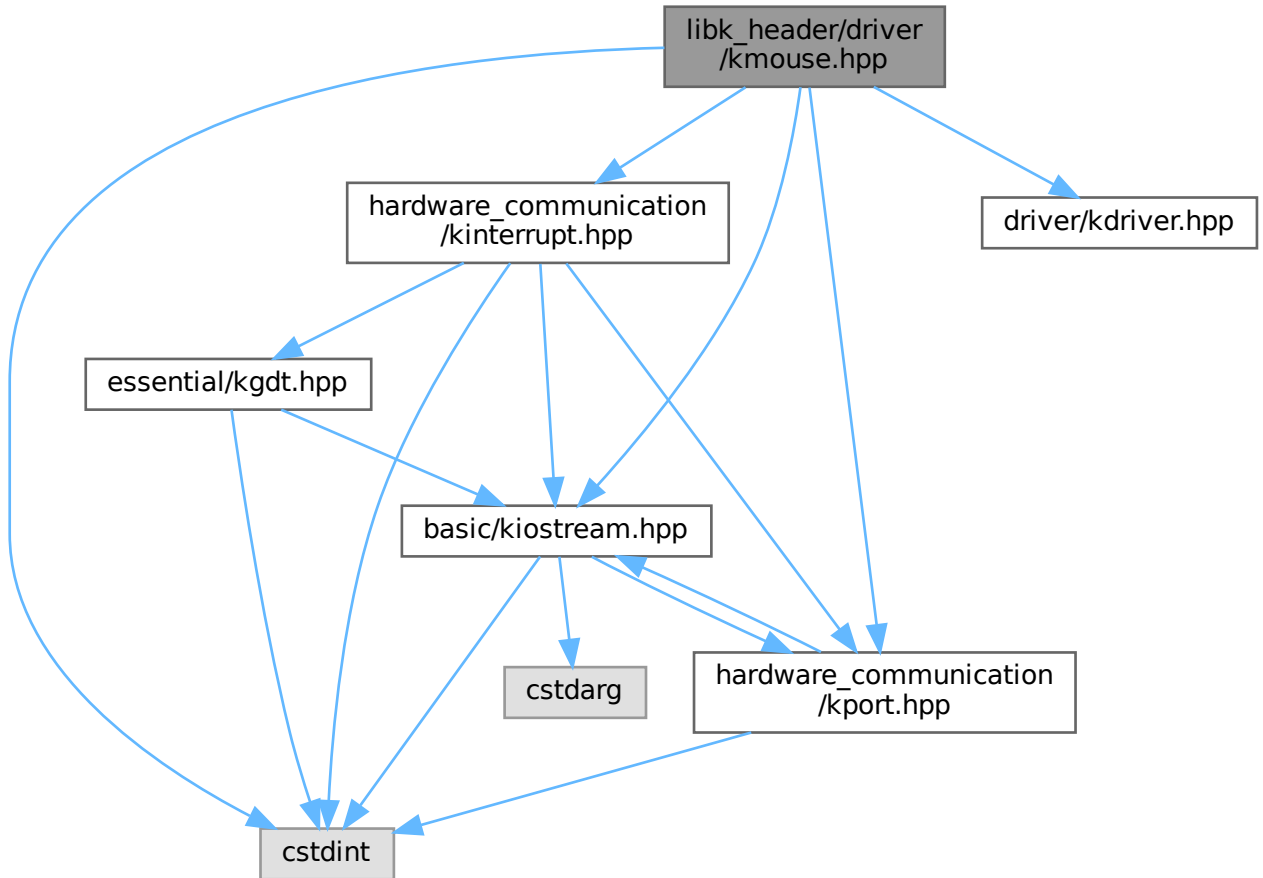 libk_header/driver
/kmouse.hpp
hardware_communication
/kinterrupt.hpp
driver/kdriver.hpp
essential/kgdt.hpp
basic/kiostream.hpp
cstdarg
hardware_communication
/kport.hpp
cstdint